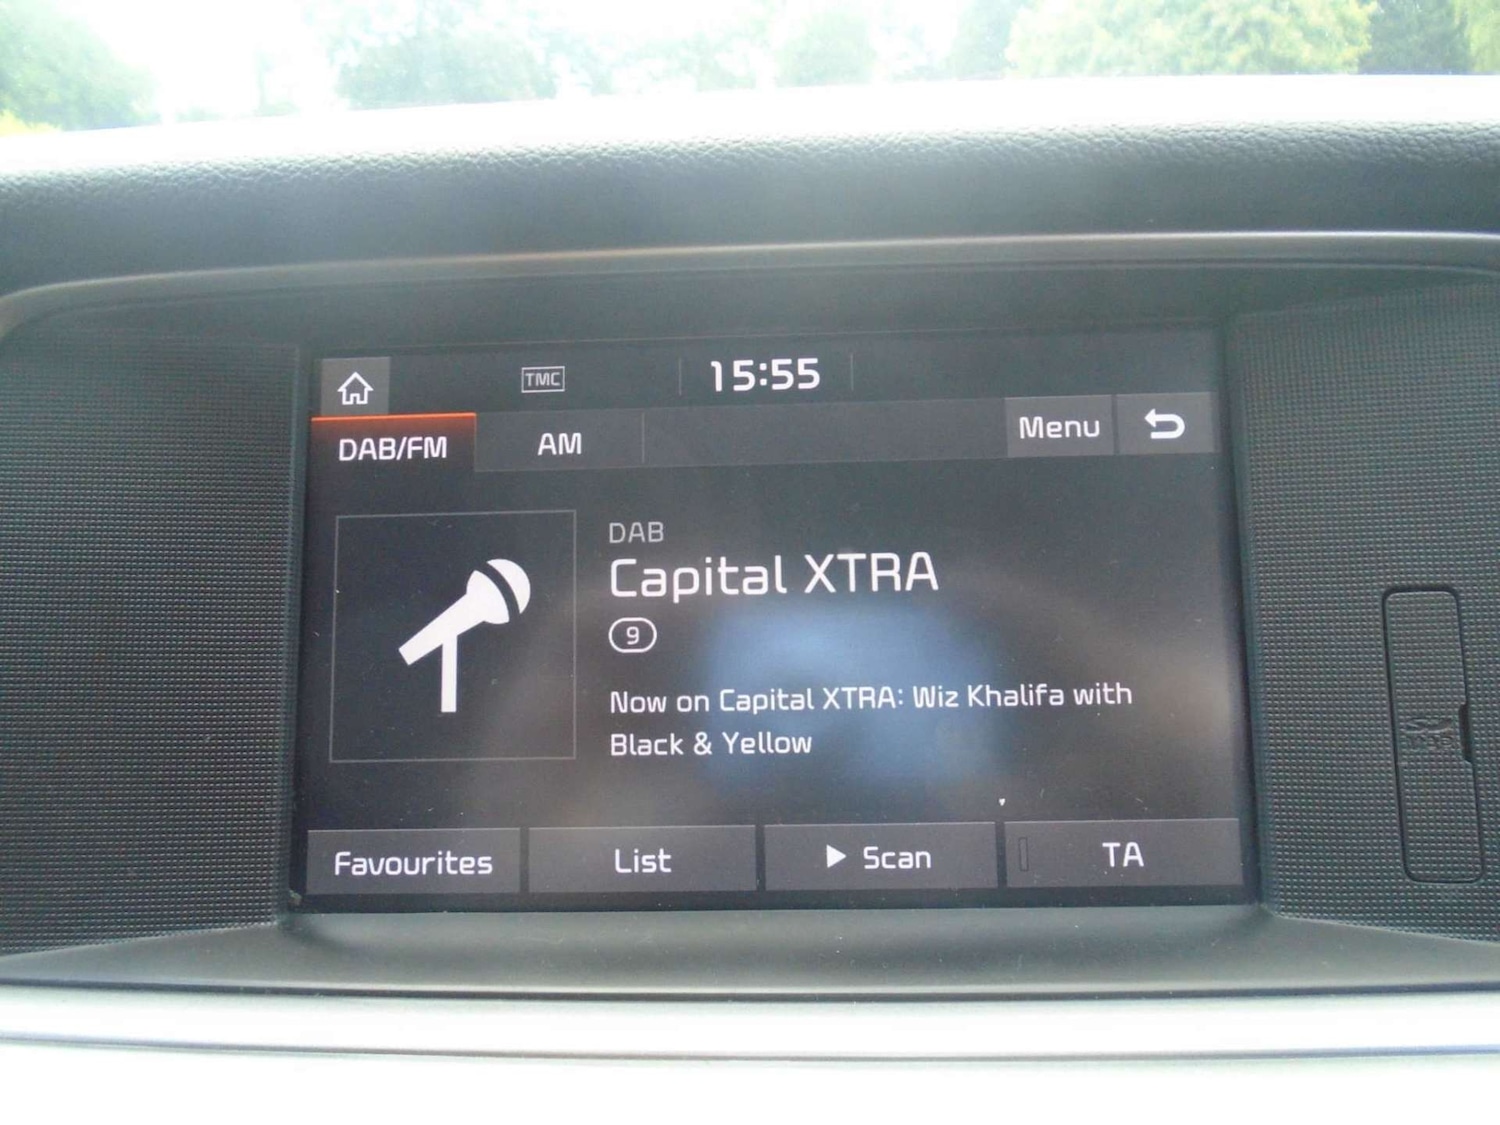 TMC
15:55
DAB/FM
AM
Menu
DAB
Capital XTRA
9
Now on Capital XTRA: Wiz Khalifa with
Black & Yellow
Favourites
List
Scan
TA